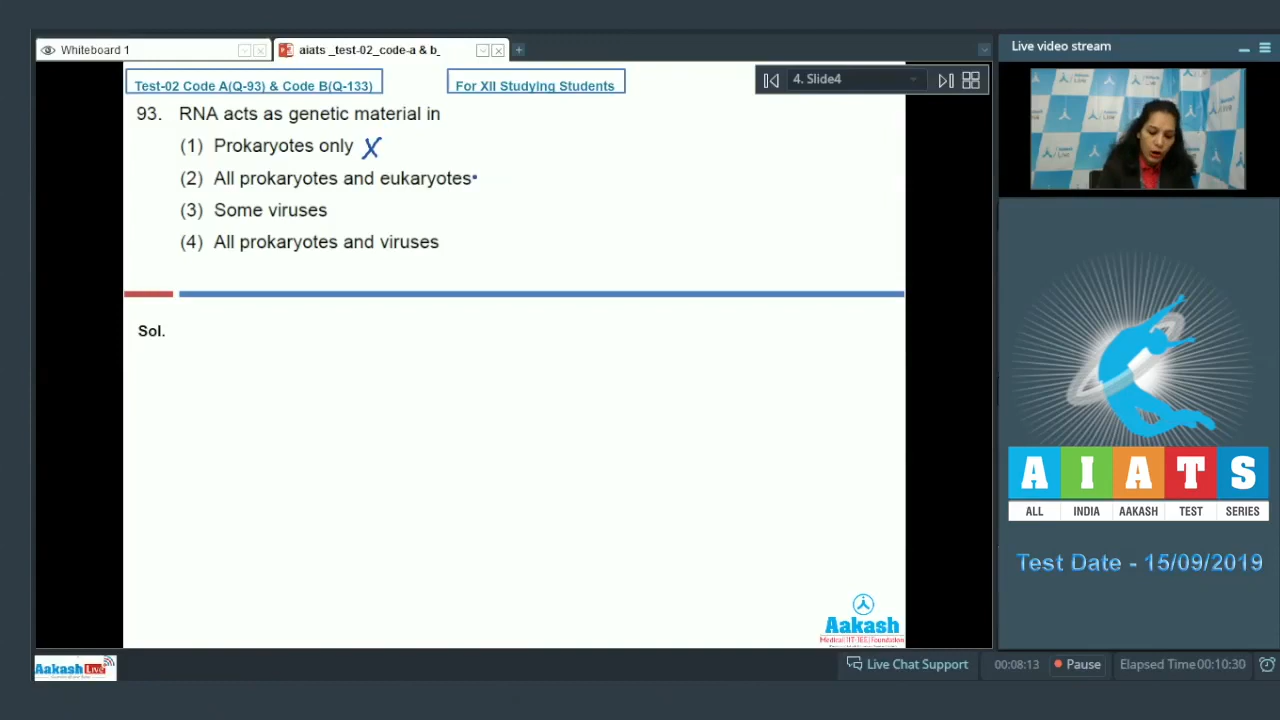 Whiteboard 1
aiats _test-02_code-a & b_
Live video stream
Test-02 Code A(Q-93) & Code B(Q-133)
For XII Studying Students
4. Slide4
93. RNA acts as genetic material in
(1) Prokaryotes only X
(2) All prokaryotes and eukaryotes
(3) Some viruses
(4) All prokaryotes and viruses
Sol.
A I A T S
ALL INDIA AAKASH TEST SERIES
Test Date - 15/09/2019
Aakash
Medical|IIT-JEE|Foundation
Aakash Live
Live Chat Support
00:08:13
Pause
Elapsed Time 00:10:30